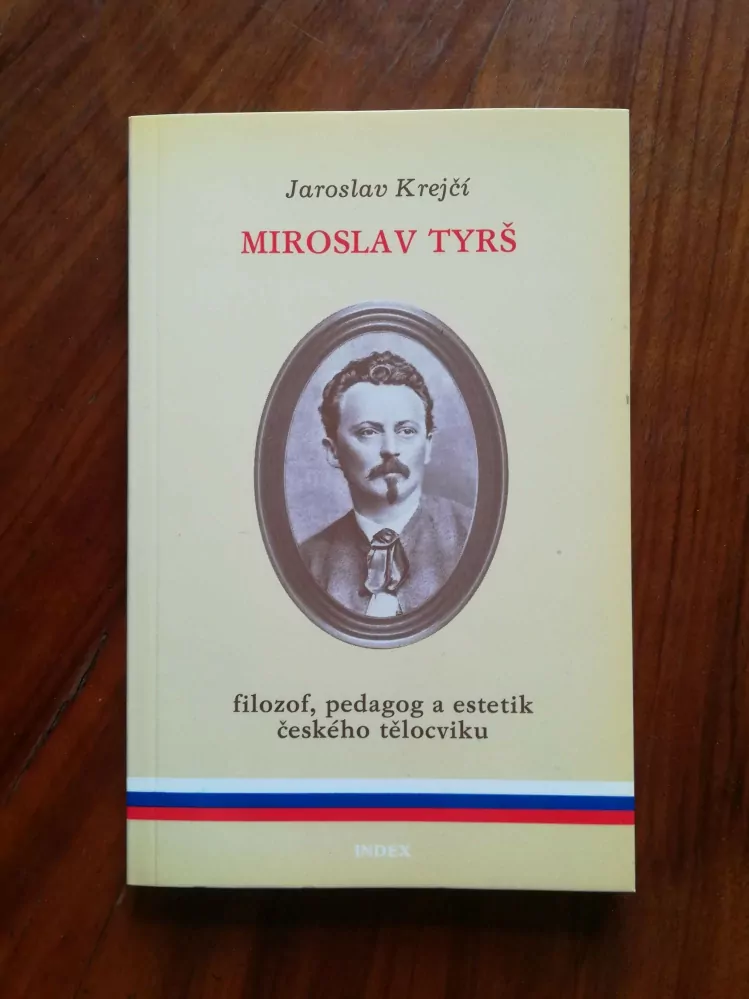 Jaroslav Krejčí
MIROSLAV TYRŠ
filozof, pedagog a estetik
českého tělocviku
INDEX